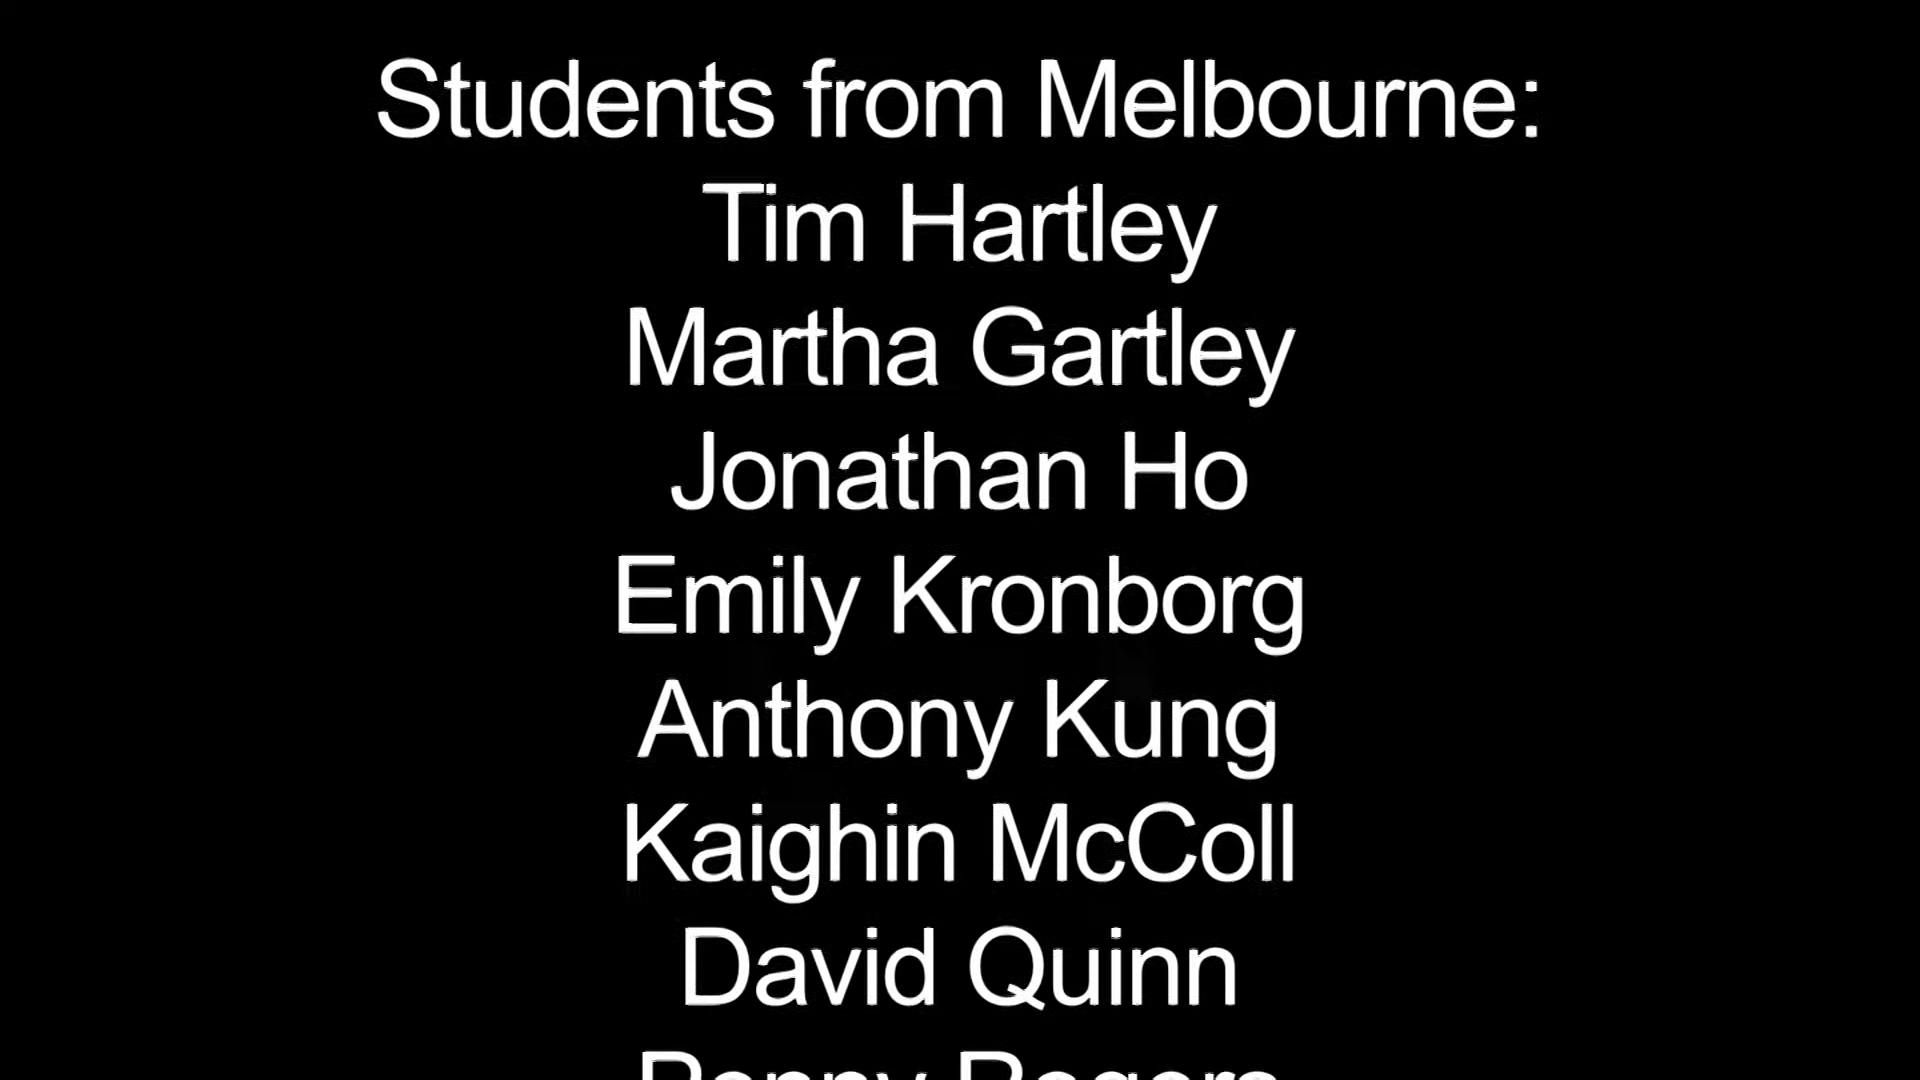 Students from Melbourne:
Tim Hartley
Martha Gartley
Jonathan Ho
Emily Kronborg
Anthony Kung
Kaighin McColl
David Quinn